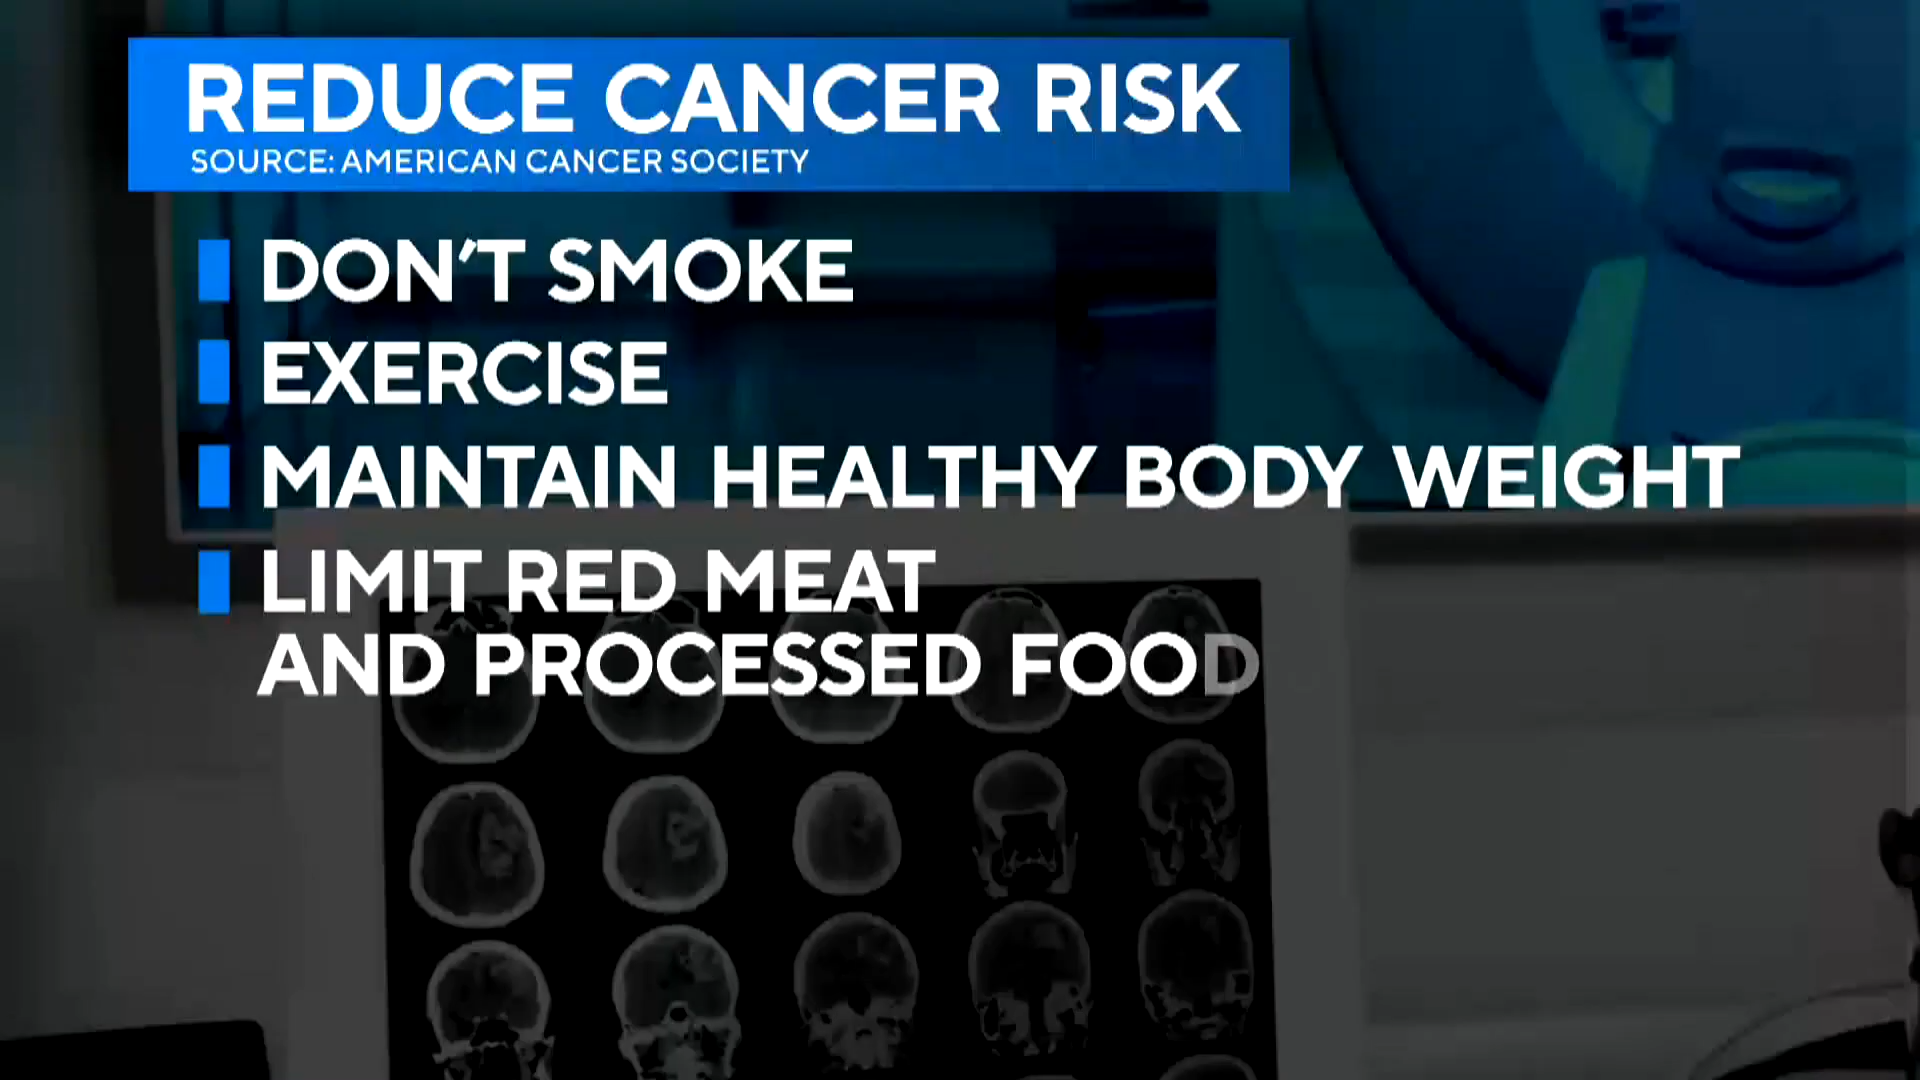 REDUCE CANCER RISK
SOURCE: AMERICAN CANCER SOCIETY
DON'T SMOKE
EXERCISE
MAINTAIN HEALTHY BODY WEIGHT
LIMIT RED MEAT
AND PROCESSED FOOD